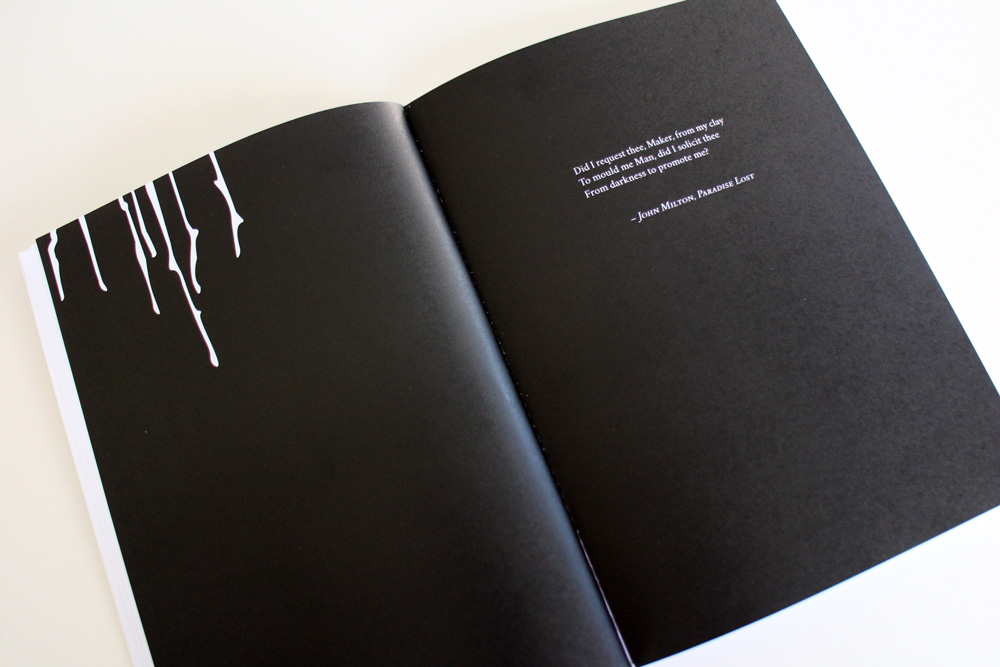 Did I request thee, Maker, from my clay
To mould me Man, did I solicit thee
From darkness to promote me?
– John Milton, Paradise Lost